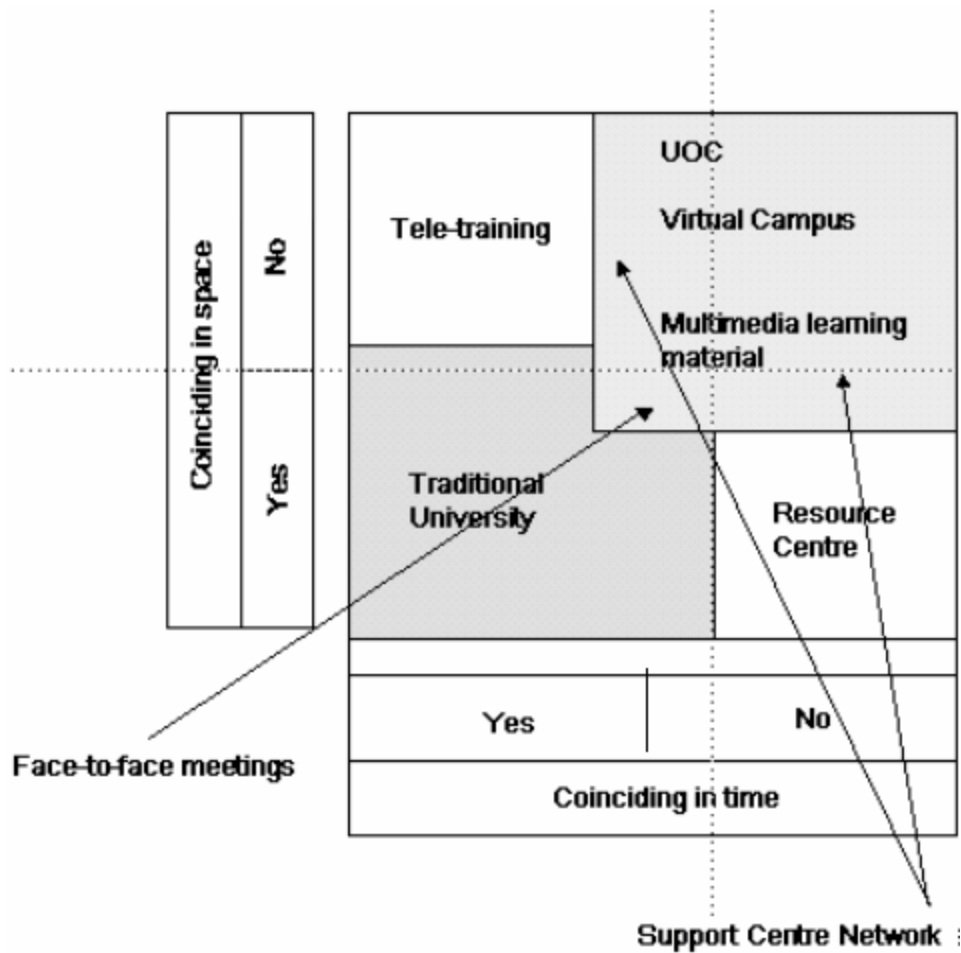 UOC
Tele-training
Virtual Campus
Coinciding in space
No
Multimedia learning
material
Yes
Traditional
University
Resource
Centre
Yes
No
Face-to-face meetings
Coinciding in time
Support Centre Network